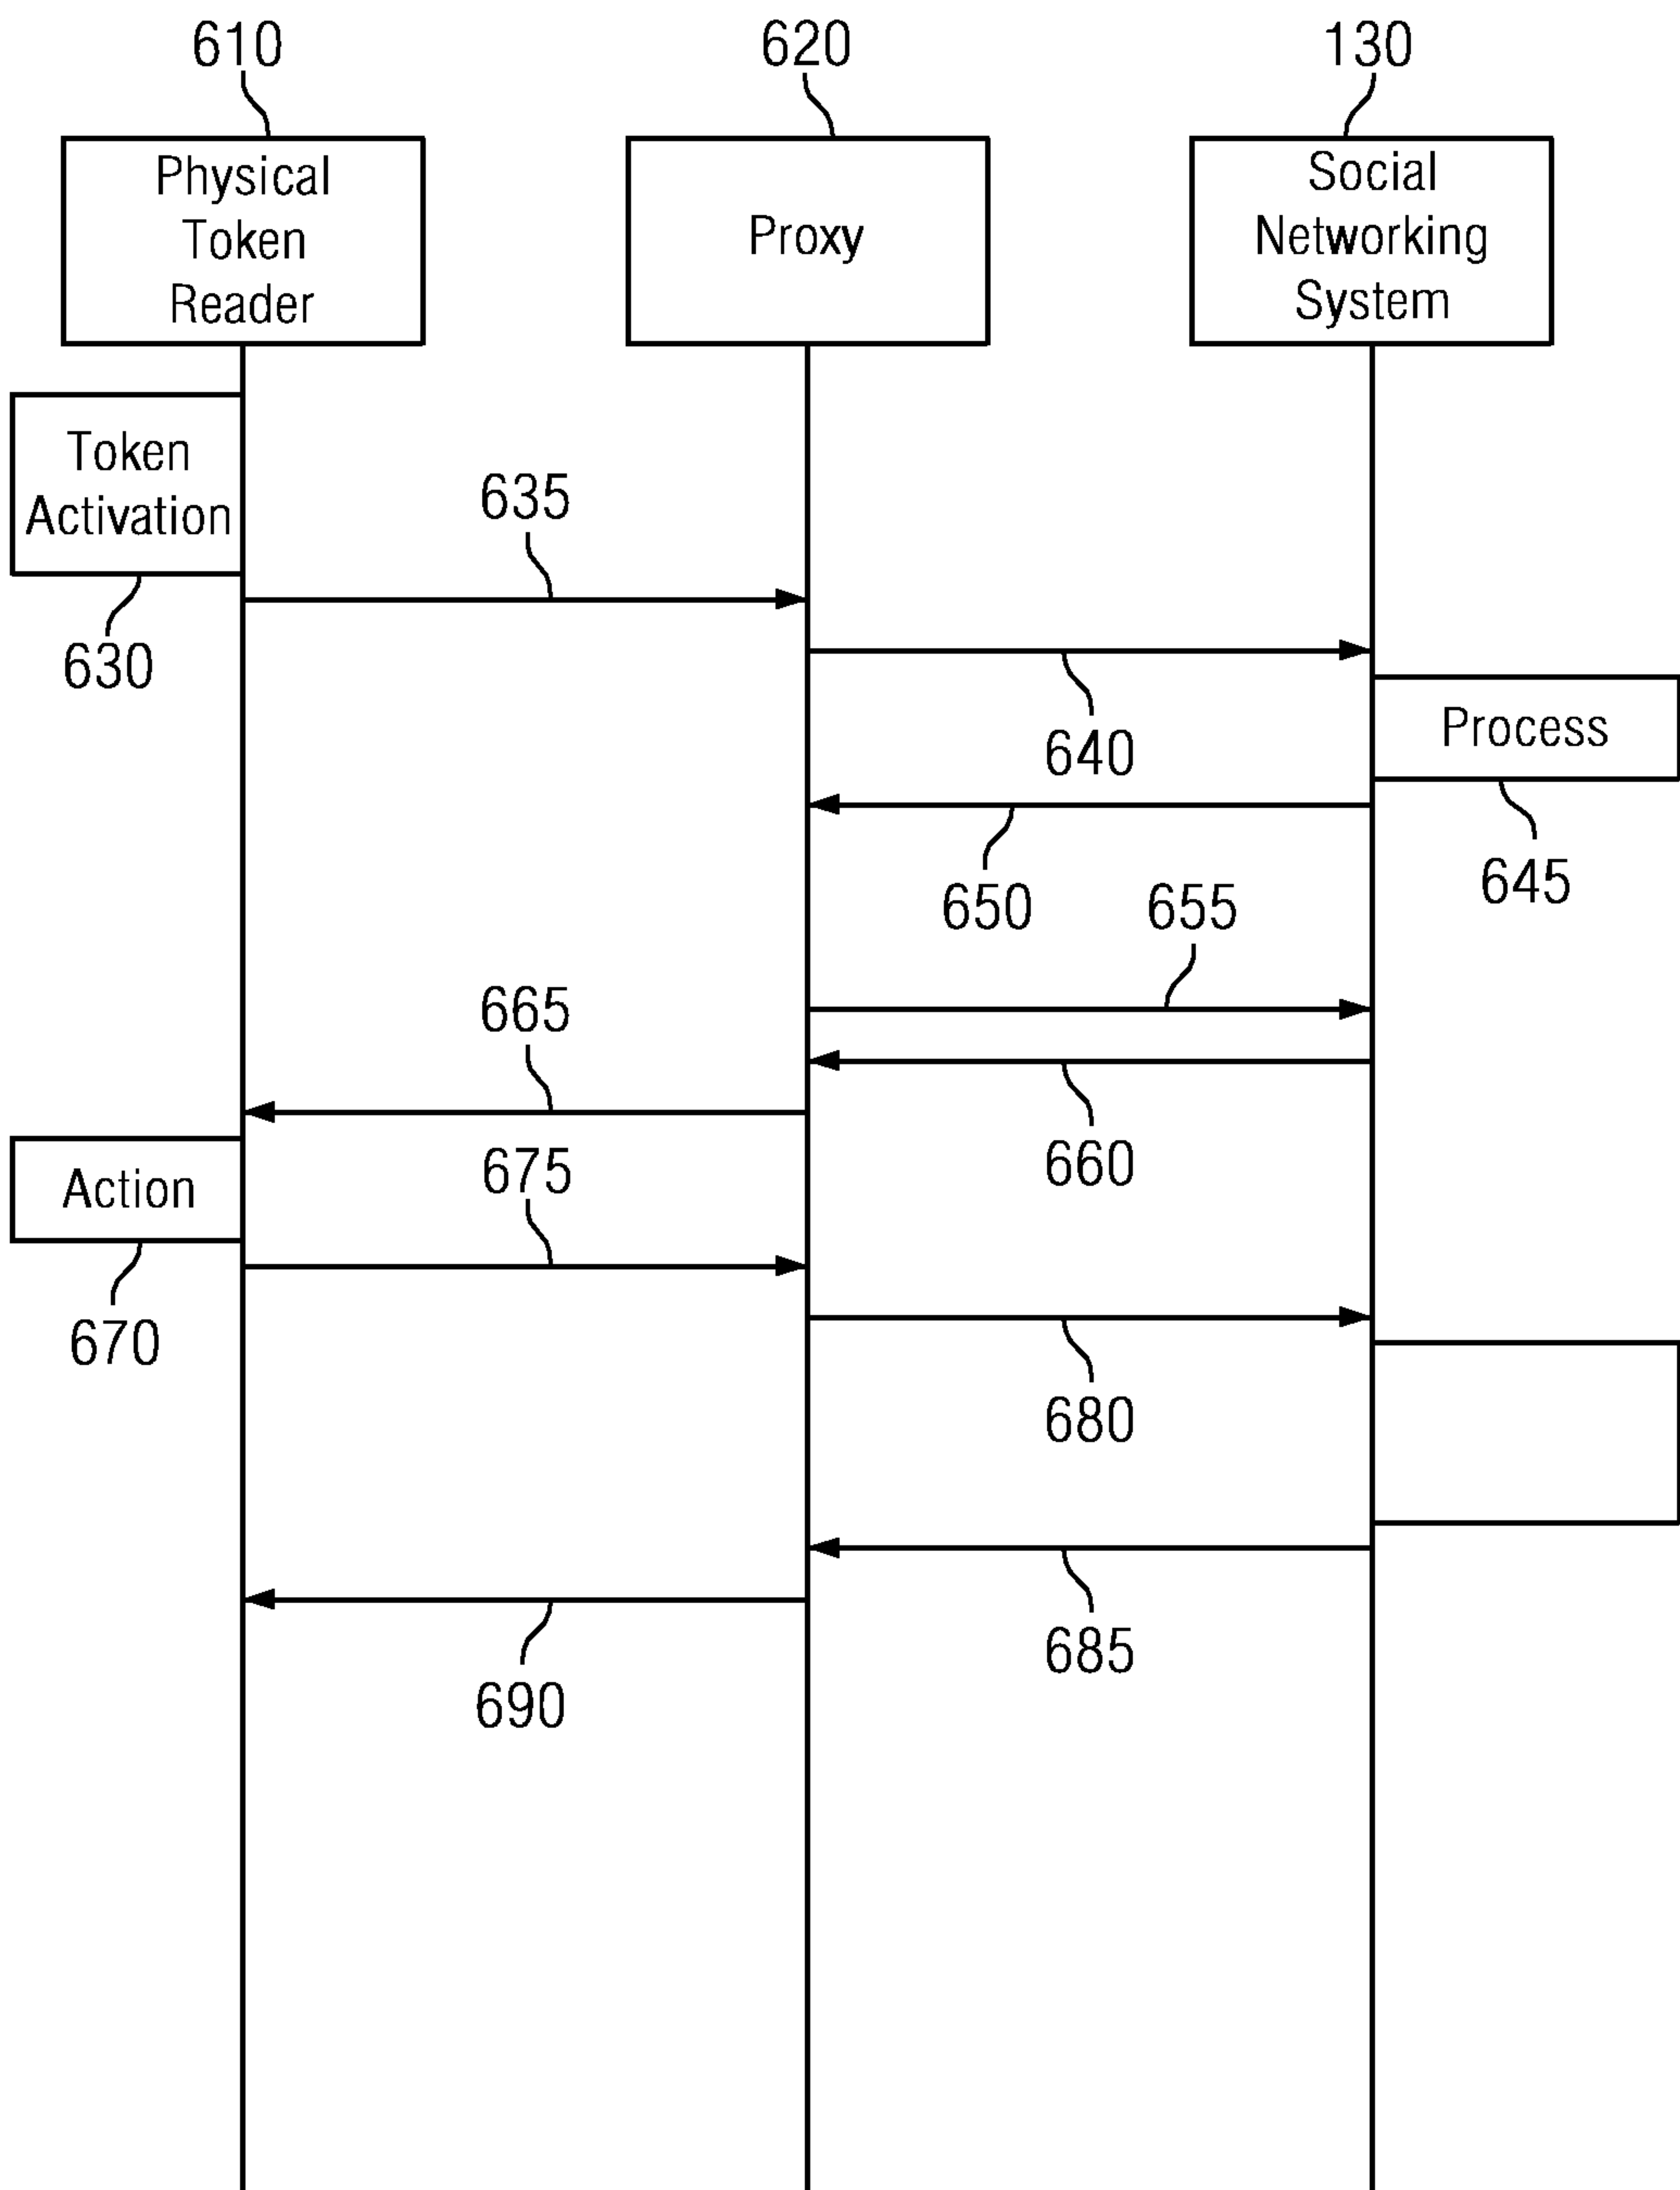 610
620
130
Physical
Token
Reader
Proxy
Social
Networking
System
Token
Activation
630
635
640
Process
645
650
655
660
665
Action
670
675
680
685
690